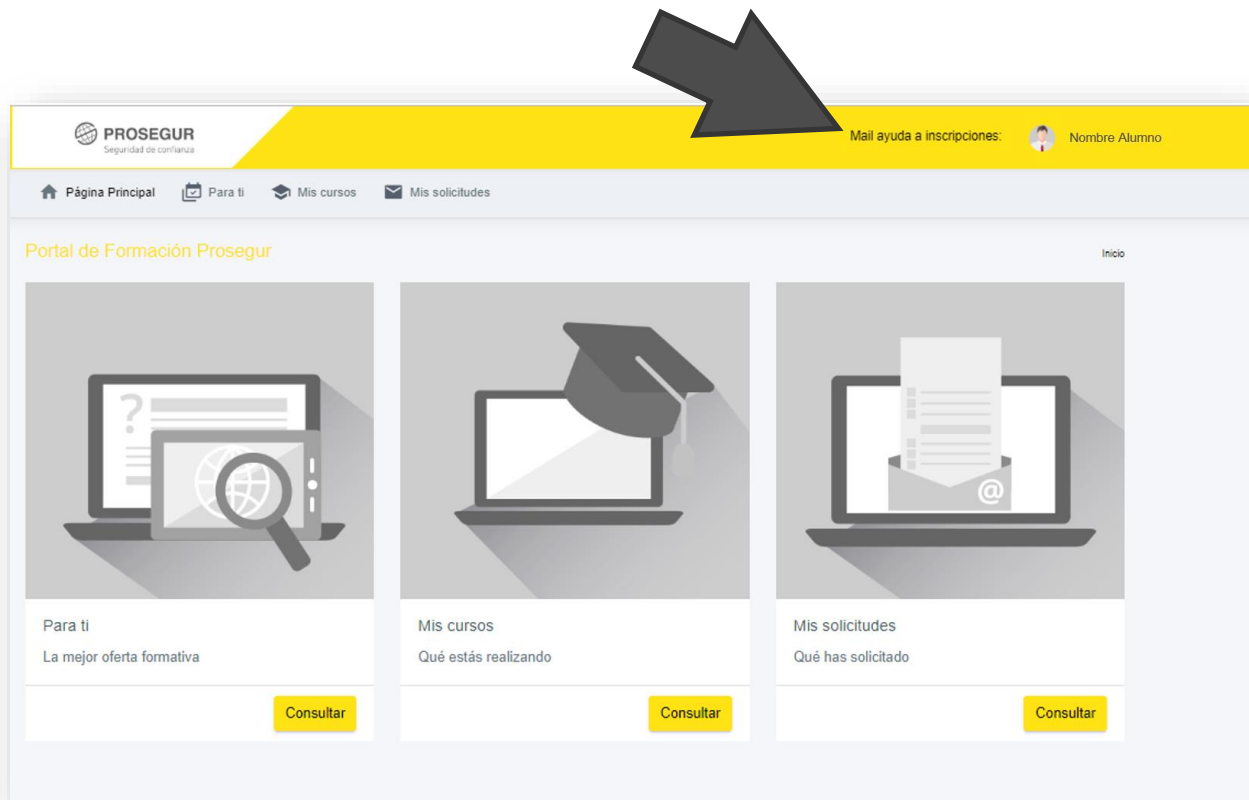 PROSEGUR
Seguridad de confianza
Mail ayuda a inscripciones:
Nombre Alumno
Página Principal
Para ti
Mis cursos
Mis solicitudes
Portal de Formación Prosegur
Inicio
?
@
Para ti
La mejor oferta formativa
Consultar
Mis cursos
Qué estás realizando
Consultar
Mis solicitudes
Qué has solicitado
Consultar